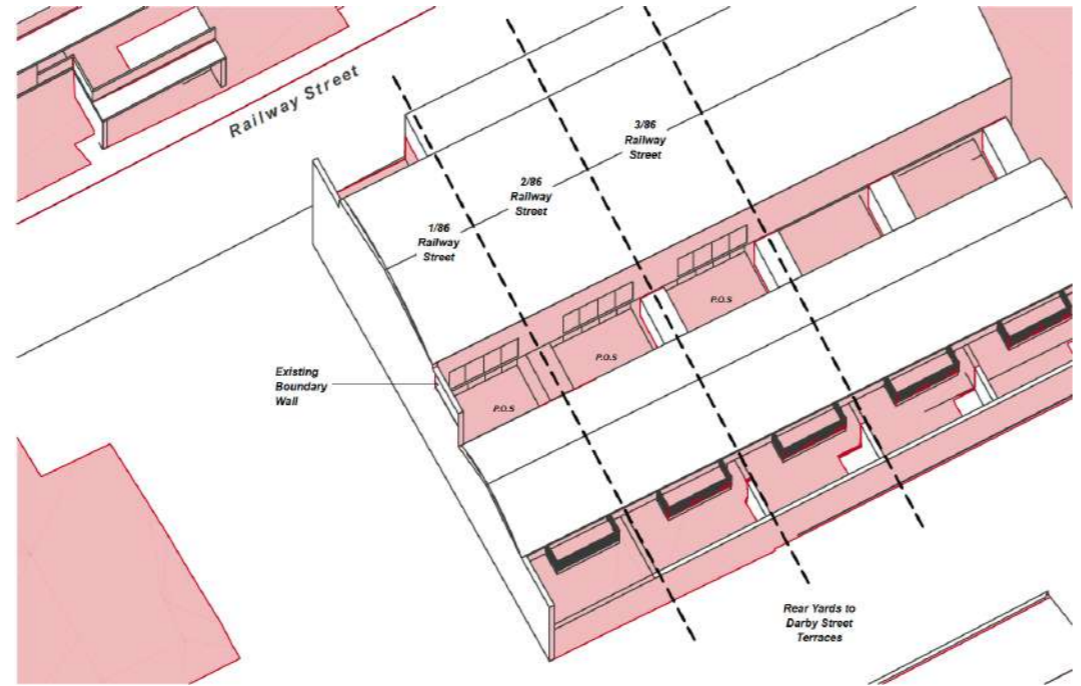 Railway Street
3/86
Railway
Street
2/86
Railway
Street
1/86
Railway
Street
P.O.S
P.O.S
P.O.S
Existing
Boundary
Wall
Rear Yards to
Darby Street
Terraces